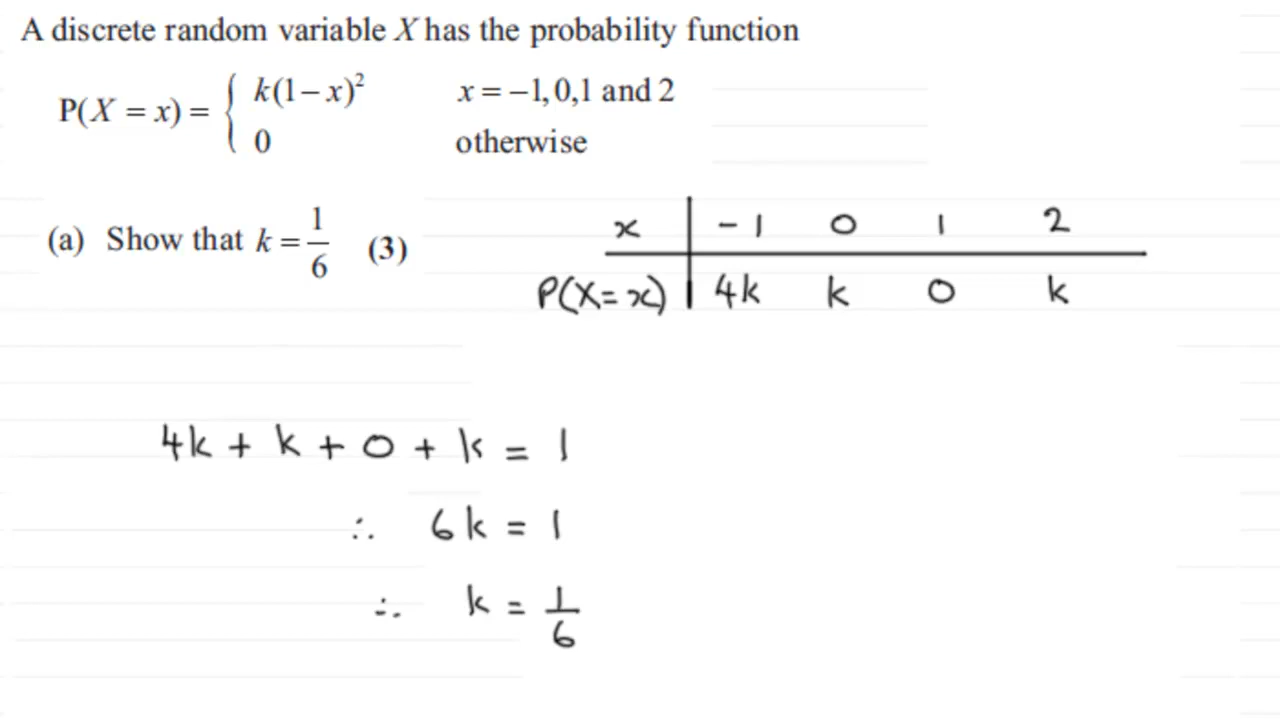 A discrete random variable X has the probability function
P(X = x) = { k(1−x)² x = −1, 0, 1 and 2
0 otherwise
(a) Show that k = 1/6 (3)
x | −1 0 1 2
P(X=x) | 4k k 0 k
4k + k + 0 + k = 1
∴ 6k = 1
∴ k = 1/6